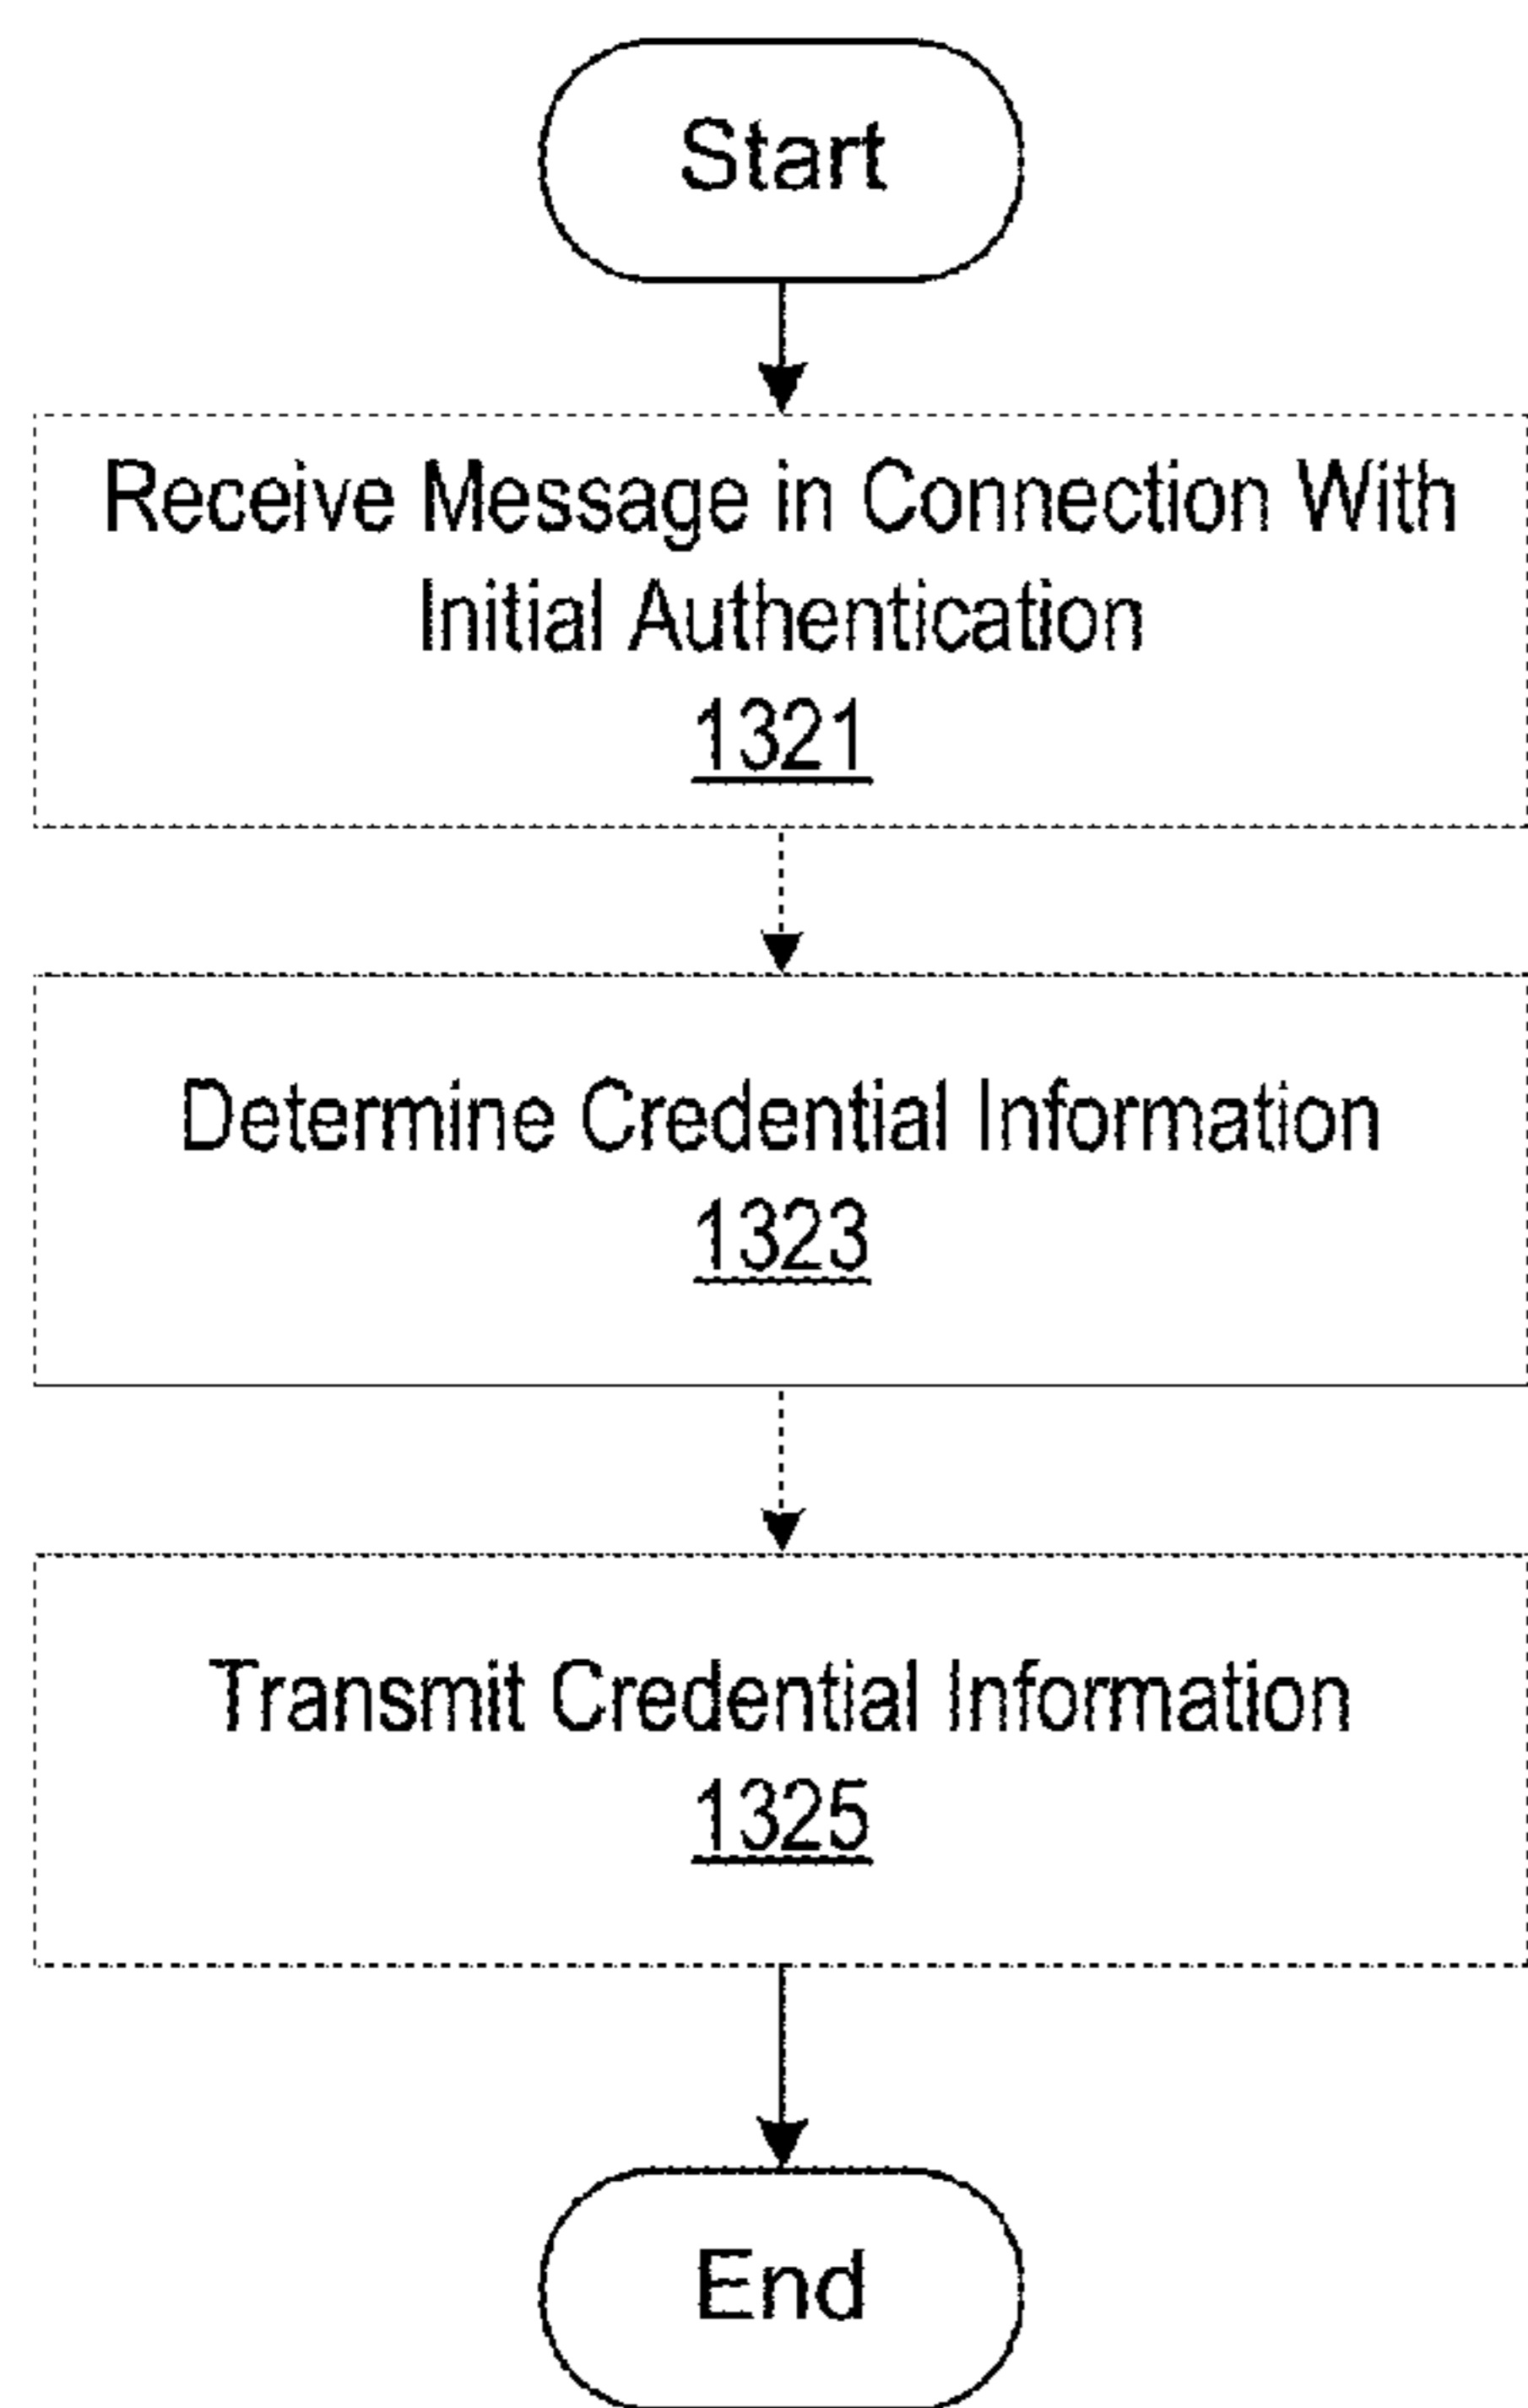 Start
Receive Message in Connection With
Initial Authentication
1321
Determine Credential Information
1323
Transmit Credential Information
1325
End